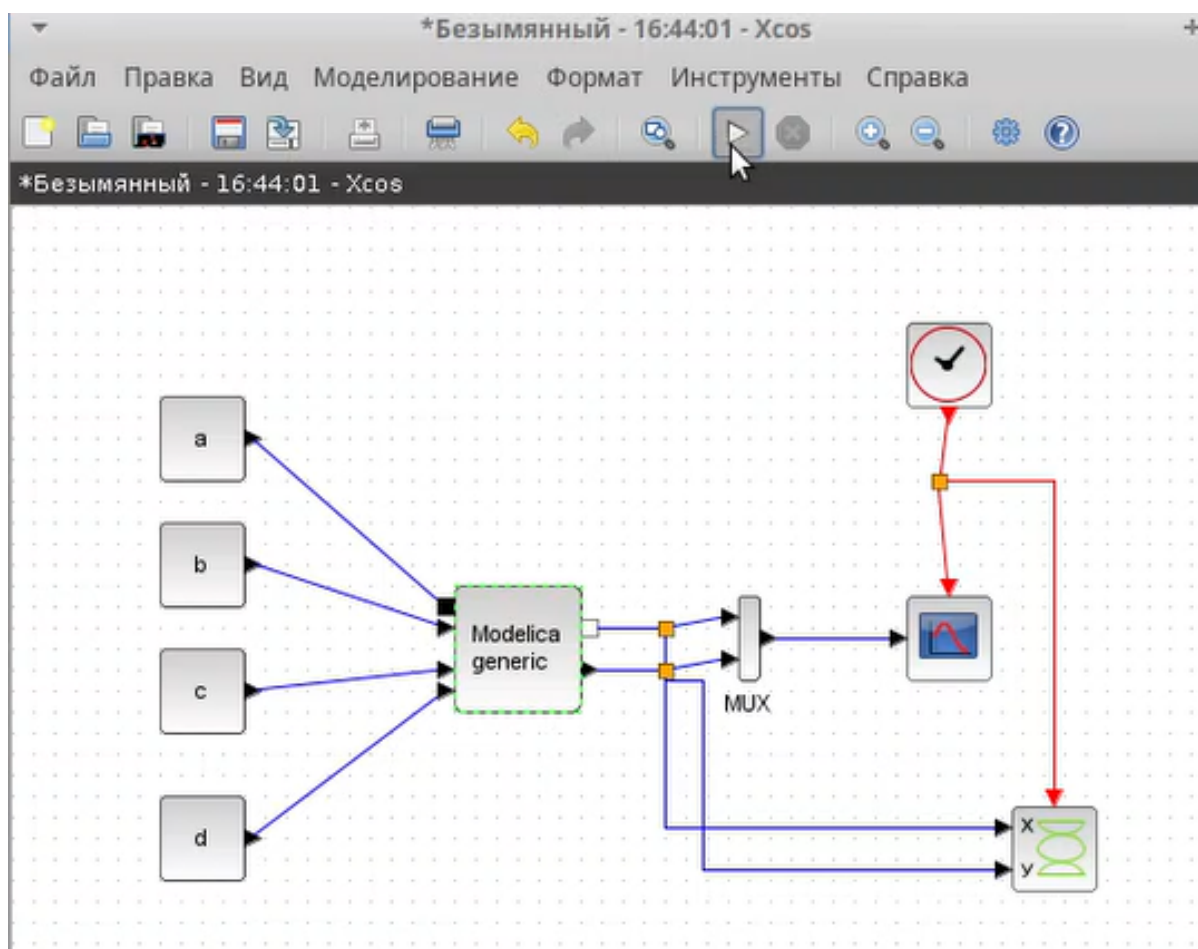 *Безымянный - 16:44:01 - Xcos
Файл Правка Вид Моделирование Формат Инструменты Справка
*Безымянный - 16:44:01 - Xcos
a
b
c
d
Modelica
generic
MUX
X
y